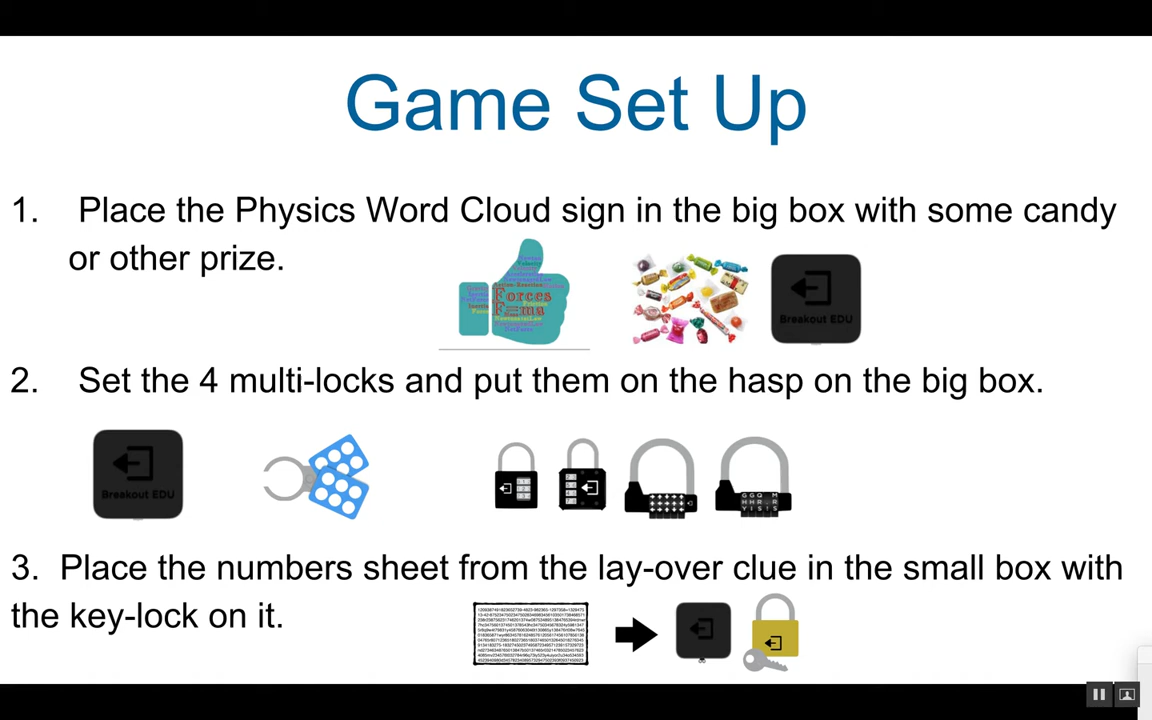 Game Set Up
1. Place the Physics Word Cloud sign in the big box with some candy
or other prize.
Forces
F=ma
Breakout EDU
2. Set the 4 multi-locks and put them on the hasp on the big box.
Breakout EDU
3. Place the numbers sheet from the lay-over clue in the small box with
the key-lock on it.